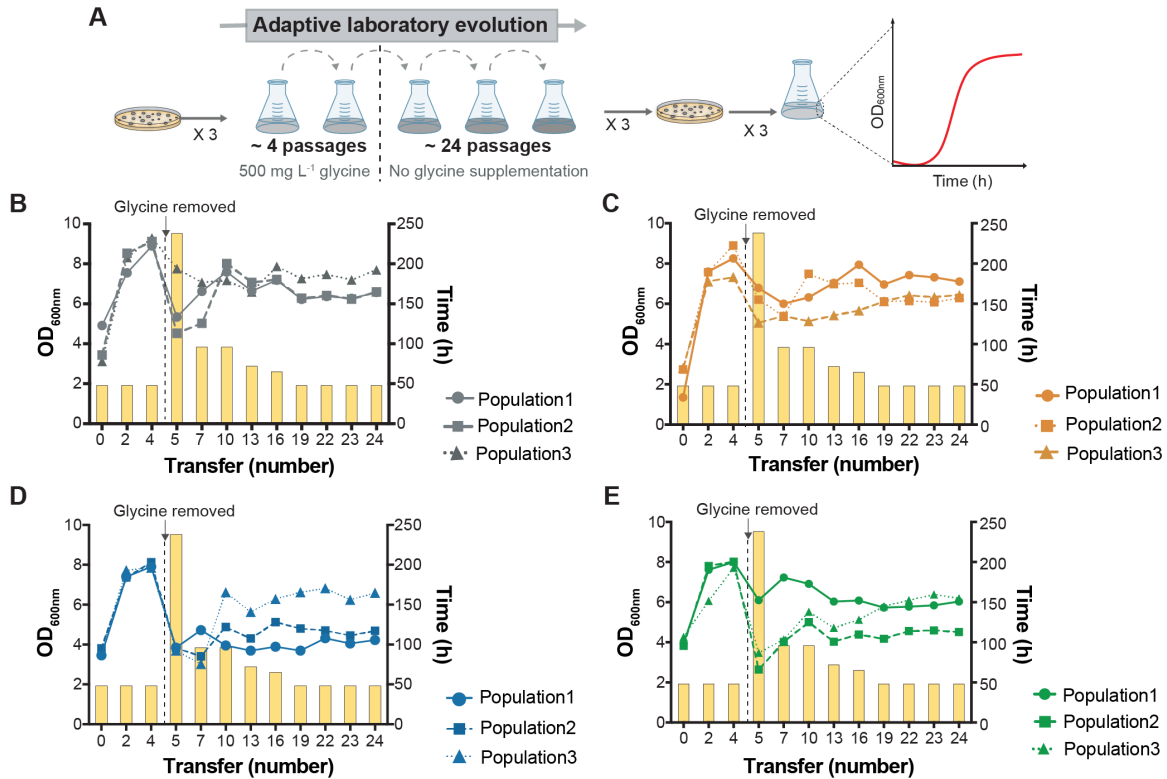 A
Adaptive laboratory evolution
X 3
~ 4 passages
~ 24 passages
500 mg L-1 glycine
No glycine supplementation
X 3
X 3
OD600nm
Time (h)
B
Glycine removed
10
8
6
4
2
0
OD600nm
250
200
150
100
50
0
Time (h)
0 2 4 5 7 10 13 16 19 22 23 24
Transfer (number)
Population1
Population2
Population3
C
Glycine removed
10
8
6
4
2
0
OD600nm
250
200
150
100
50
0
Time (h)
0 2 4 5 7 10 13 16 19 22 23 24
Transfer (number)
Population1
Population2
Population3
D
Glycine removed
10
8
6
4
2
0
OD600nm
250
200
150
100
50
0
Time (h)
0 2 4 5 7 10 13 16 19 22 23 24
Transfer (number)
Population1
Population2
Population3
E
Glycine removed
10
8
6
4
2
0
OD600nm
250
200
150
100
50
0
Time (h)
0 2 4 5 7 10 13 16 19 22 23 24
Transfer (number)
Population1
Population2
Population3